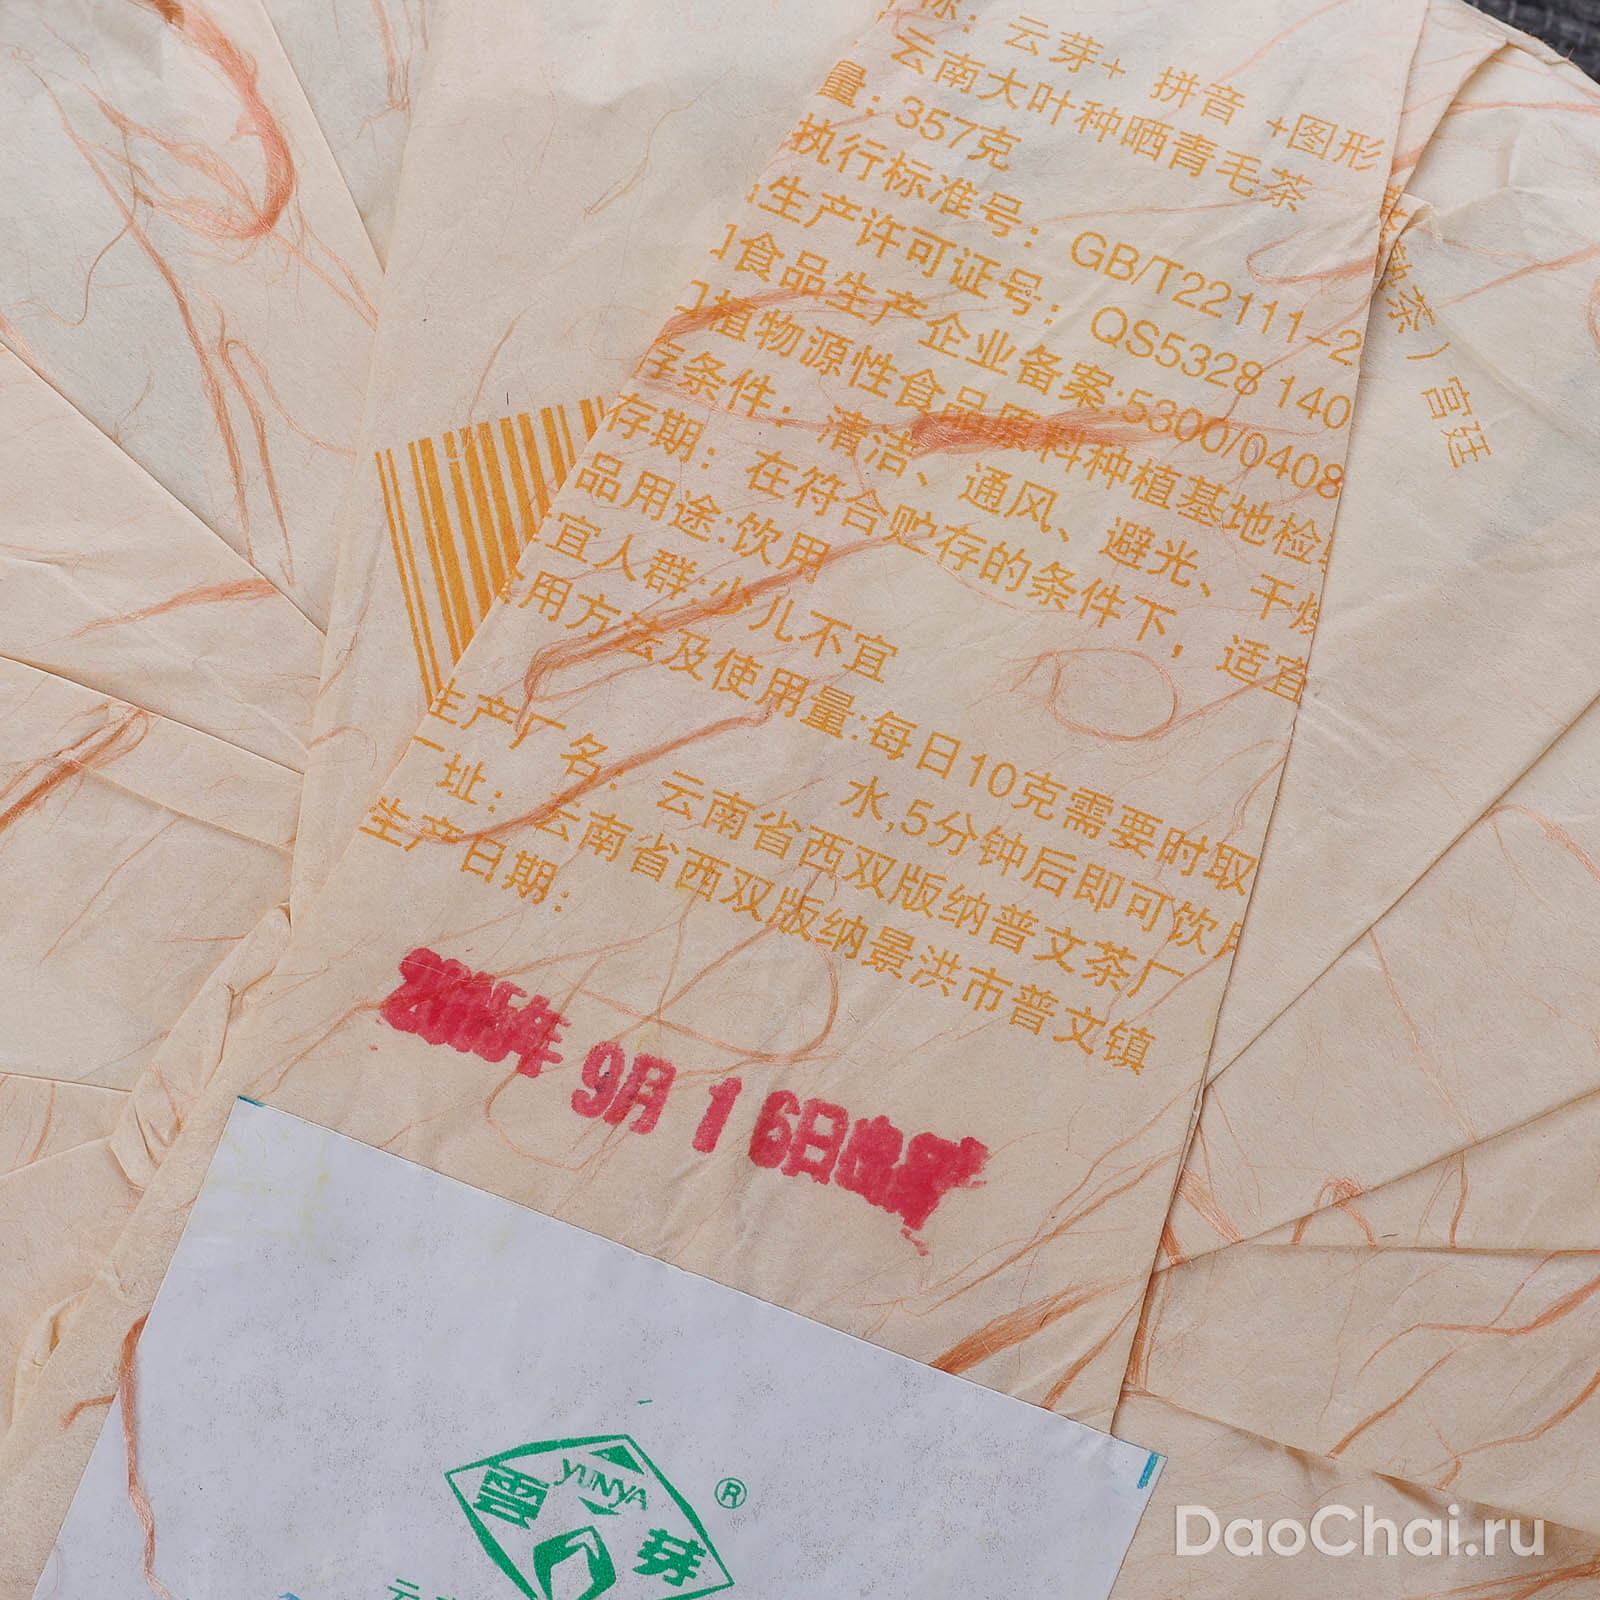 标：云芽+ 拼音 +图形
云南大叶种晒青毛茶
量：357克
执行标准号：GB/T22111-2
生产许可证号：QS5328 140
食品生产企业备案:5300/0408
植物源性食品原料种植基地检
存条件：清洁、通风、避光、干燥
存期：在符合贮存的条件下，适宜
品用途:饮用
宜人群:少儿不宜
用方法及使用量:每日10克需要时取
水,5分钟后即可饮用
生产厂名：云南省西双版纳普文茶厂
址：云南省西双版纳景洪市普文镇
生产日期：
年 9月 16日
茶）宫廷
雲芽
YUNYA
®
DaoChai.ru